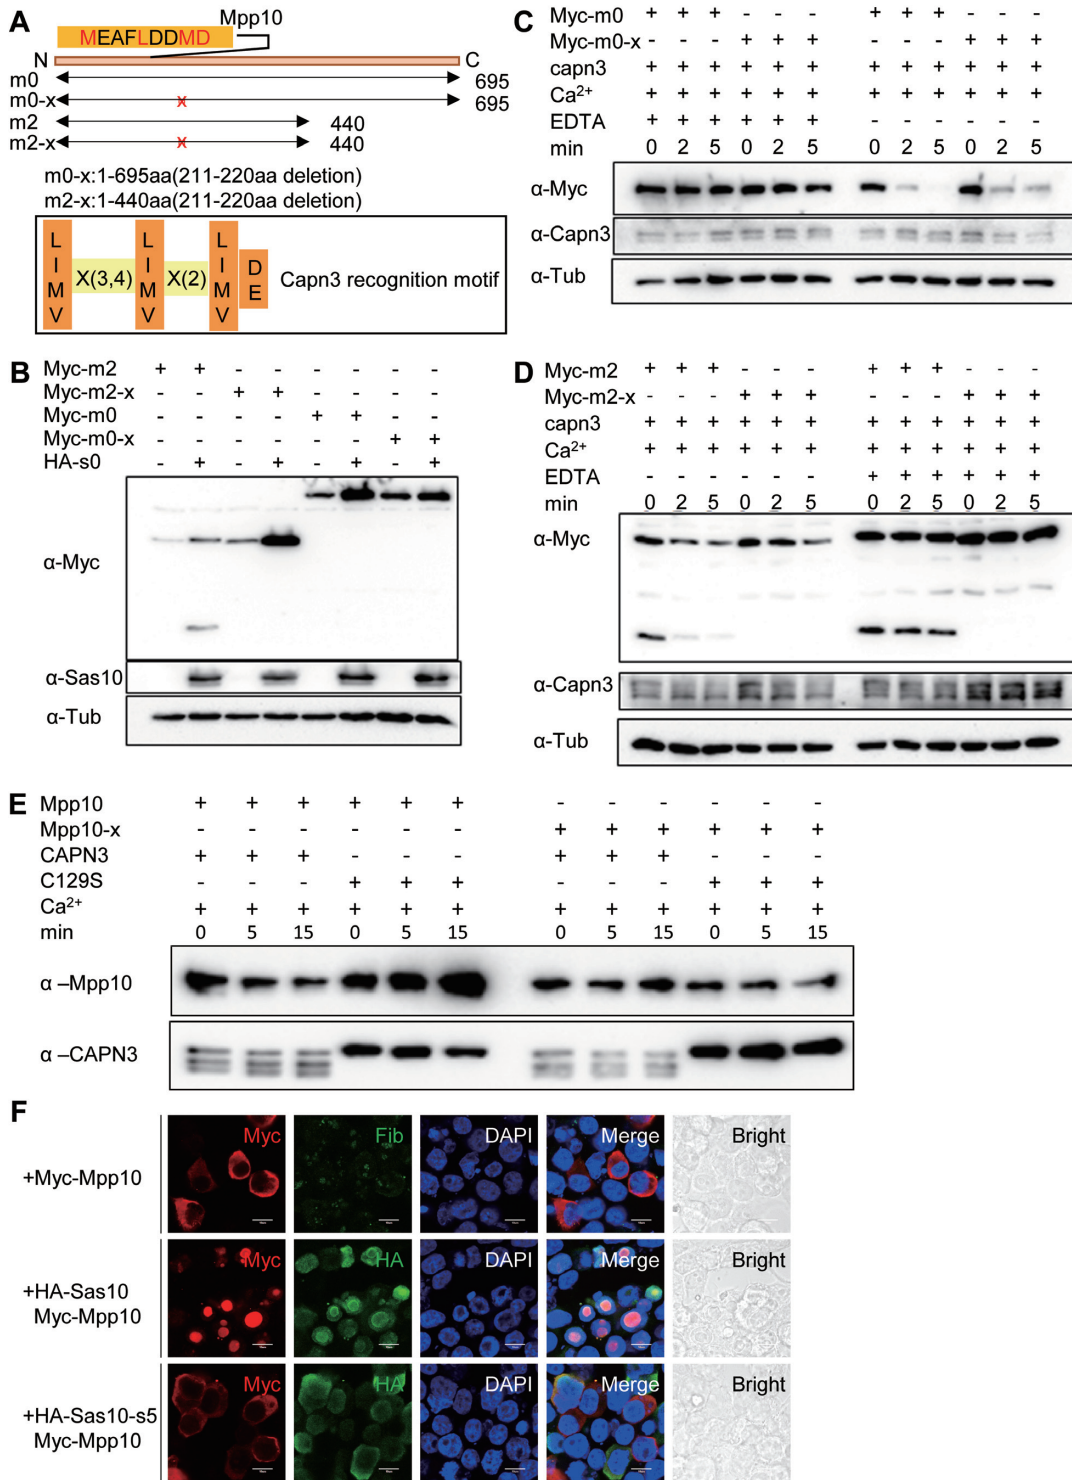 A
Mpp10
MEAFLDDMD
N
C
m0
695
m0-x
x
695
m2
440
m2-x
x
440
m0-x:1-695aa(211-220aa deletion)
m2-x:1-440aa(211-220aa deletion)
L I M V
X(3,4)
L I M V
X(2)
L I M V
D E
Capn3 recognition motif
B
Myc-m2 + + - - - - - -
Myc-m2-x - - + + - - - -
Myc-m0 - - - - + + - -
Myc-m0-x - - - - - - + +
HA-s0 - + - + - + - +
α-Myc
α-Sas10
α-Tub
C
Myc-m0 + + + - - - + + + - - -
Myc-m0-x - - - + + + - - - + + +
capn3 + + + + + + + + + + + +
Ca2+ + + + + + + + + + + + +
EDTA + + + + + + - - - - - -
min 0 2 5 0 2 5 0 2 5 0 2 5
α-Myc
α-Capn3
α-Tub
D
Myc-m2 + + + - - - + + + - - -
Myc-m2-x - - - + + + - - - + + +
capn3 + + + + + + + + + + + +
Ca2+ + + + + + + + + + + + +
EDTA - - - - - - + + + + + +
min 0 2 5 0 2 5 0 2 5 0 2 5
α-Myc
α-Capn3
α-Tub
E
Mpp10 + + + + + + - - - - - -
Mpp10-x - - - - - - + + + + + +
CAPN3 + + + - - - + + + - - -
C129S - - - + + + - - - + + +
Ca2+ + + + + + + + + + + + +
min 0 5 15 0 5 15 0 5 15 0 5 15
α –Mpp10
α –CAPN3
F
+Myc-Mpp10
Myc Fib DAPI Merge Bright
+HA-Sas10
Myc-Mpp10
Myc HA DAPI Merge Bright
+HA-Sas10-s5
Myc-Mpp10
Myc HA DAPI Merge Bright